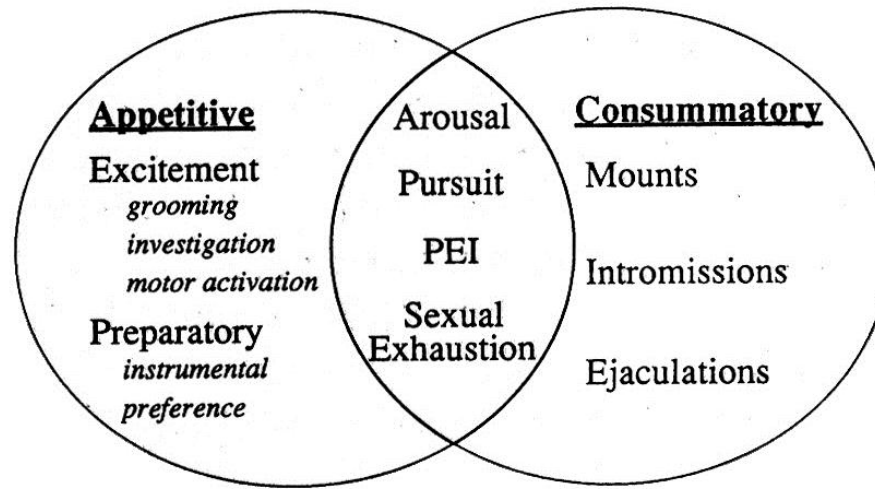 Appetitive
Excitement
grooming
investigation
motor activation
Preparatory
instrumental
preference
Arousal
Pursuit
PEI
Sexual
Exhaustion
Consummatory
Mounts
Intromissions
Ejaculations